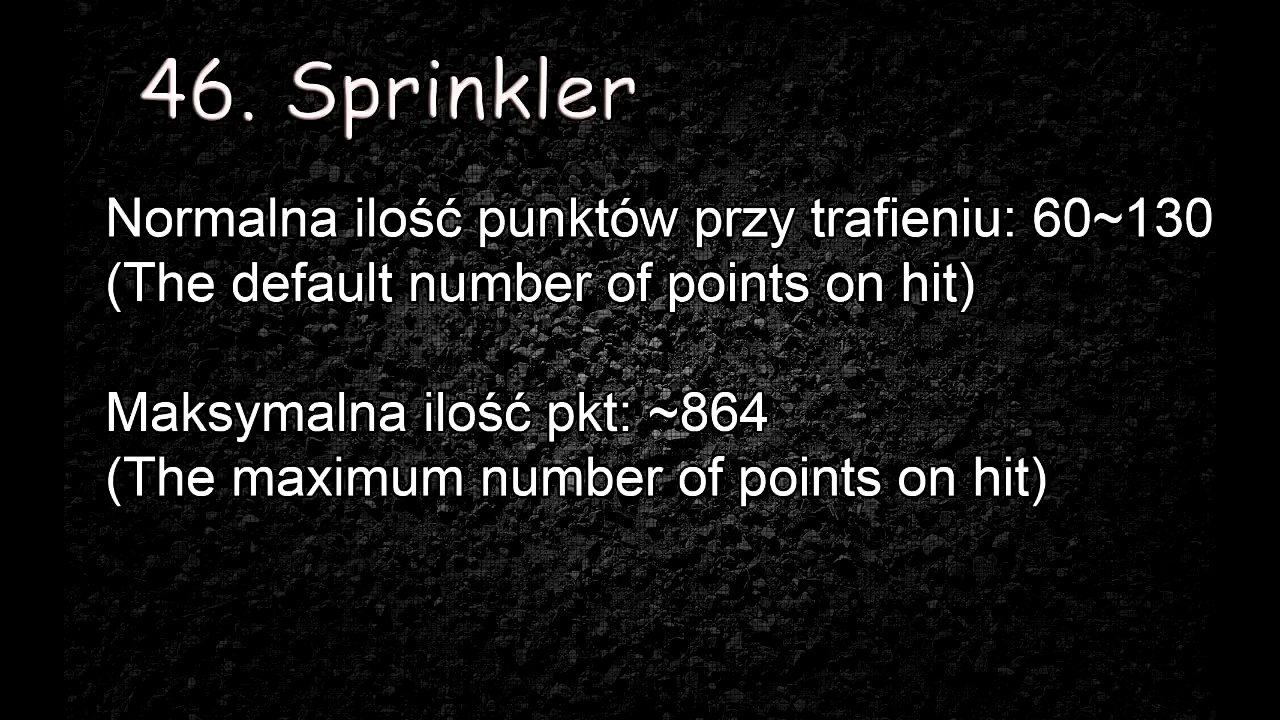 46. Sprinkler
Normalna ilość punktów przy trafieniu: 60~130
(The default number of points on hit)
Maksymalna ilość pkt: ~864
(The maximum number of points on hit)